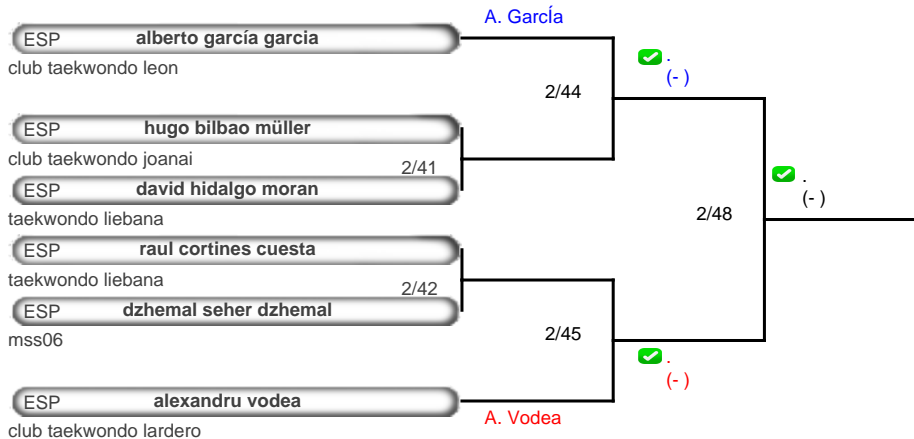 A. GarcÍa
ESP alberto garcía garcia
club taekwondo leon
.
(- )
2/44
ESP hugo bilbao müller
club taekwondo joanai
2/41
ESP david hidalgo moran
taekwondo liebana
.
(- )
2/48
ESP raul cortines cuesta
taekwondo liebana
2/42
ESP dzhemal seher dzhemal
mss06
2/45
.
(- )
ESP alexandru vodea
A. Vodea
club taekwondo lardero